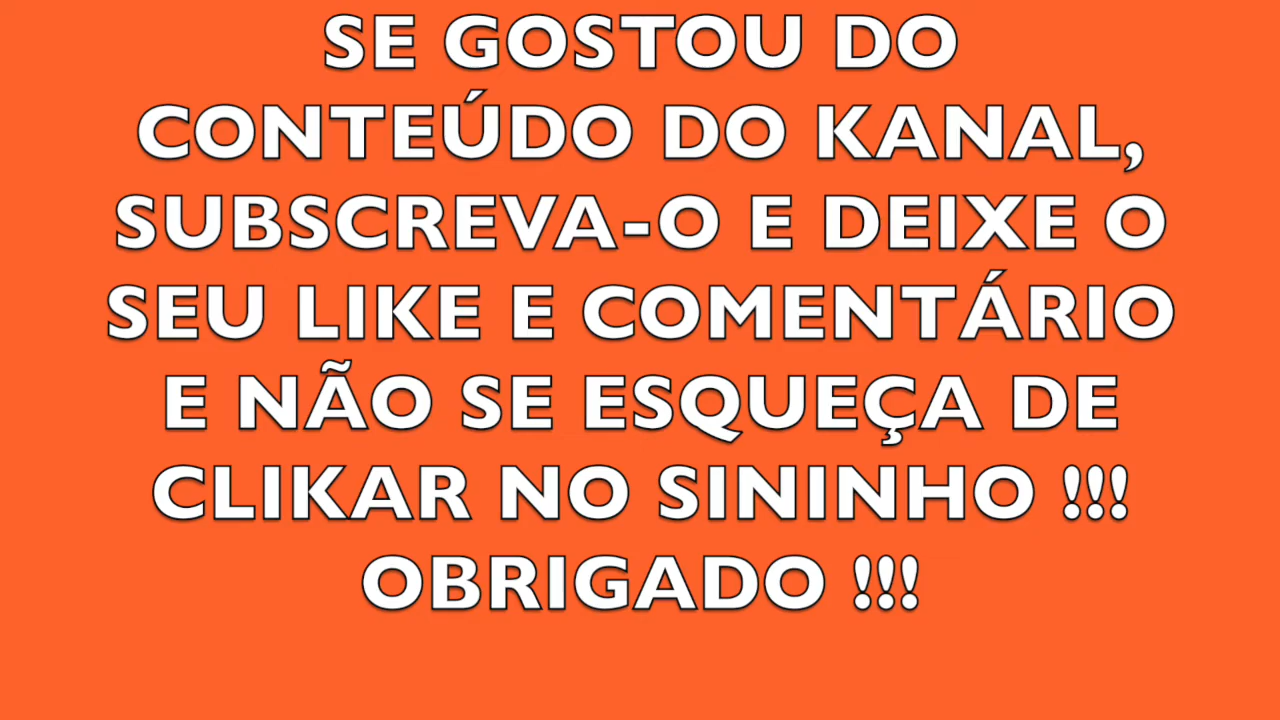 SE GOSTOU DO
CONTEÚDO DO KANAL,
SUBSCREVA-O E DEIXE O
SEU LIKE E COMENTÁRIO
E NÃO SE ESQUEÇA DE
CLIKAR NO SININHO !!!
OBRIGADO !!!